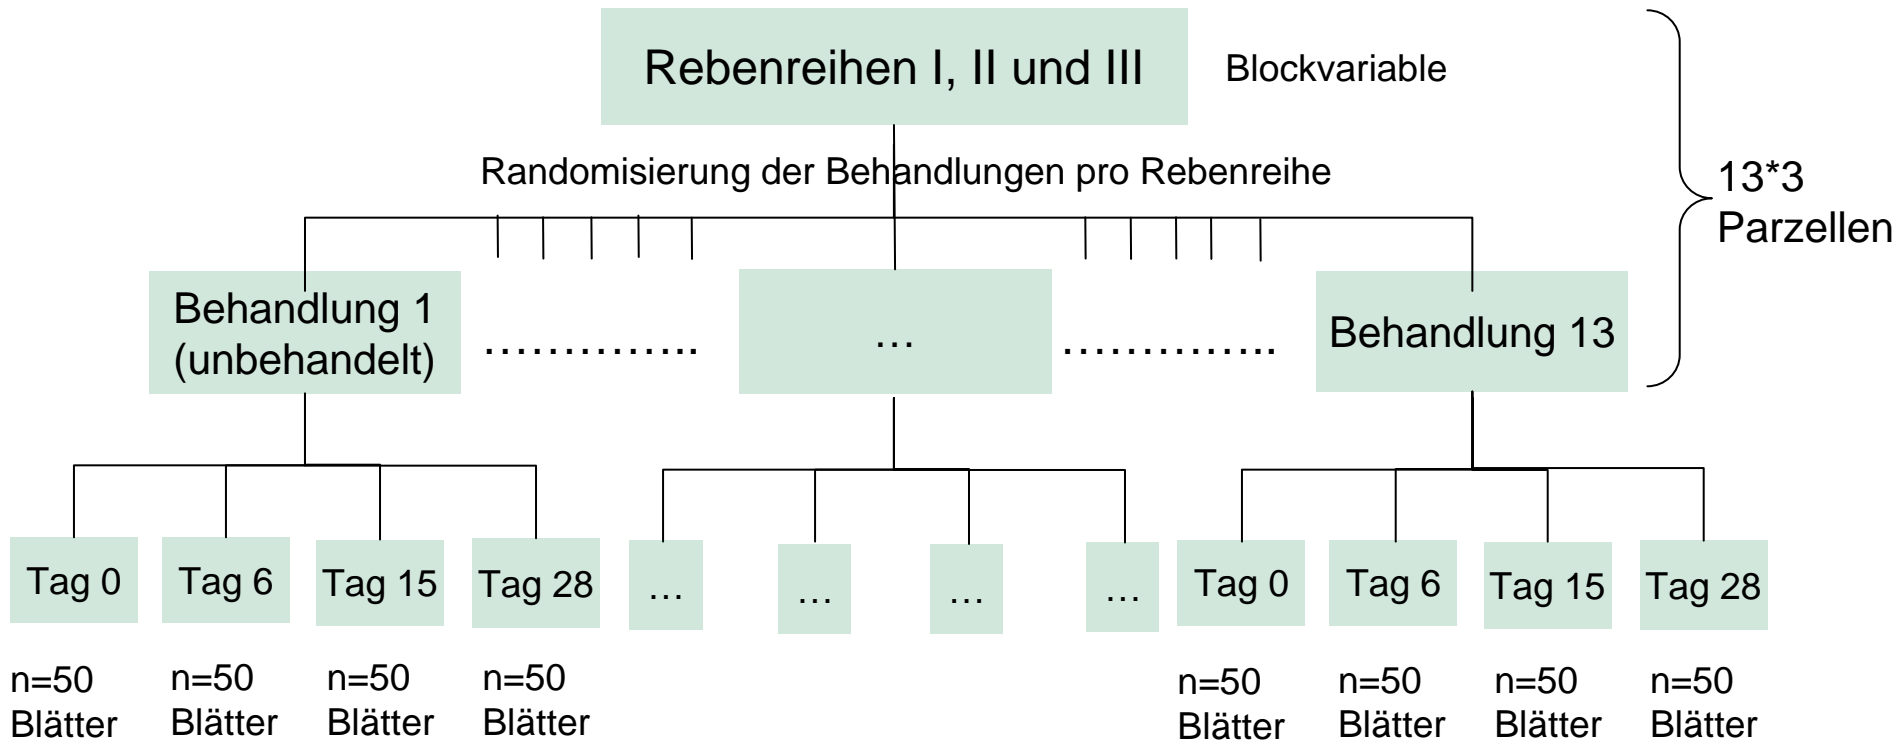 Rebenreihen I, II und III
Blockvariable
Randomisierung der Behandlungen pro Rebenreihe
13*3
Parzellen
Behandlung 1
(unbehandelt)
…………..
…
…………..
Behandlung 13
Tag 0
Tag 6
Tag 15
Tag 28
…
…
…
…
Tag 0
Tag 6
Tag 15
Tag 28
n=50
Blätter
n=50
Blätter
n=50
Blätter
n=50
Blätter
n=50
Blätter
n=50
Blätter
n=50
Blätter
n=50
Blätter